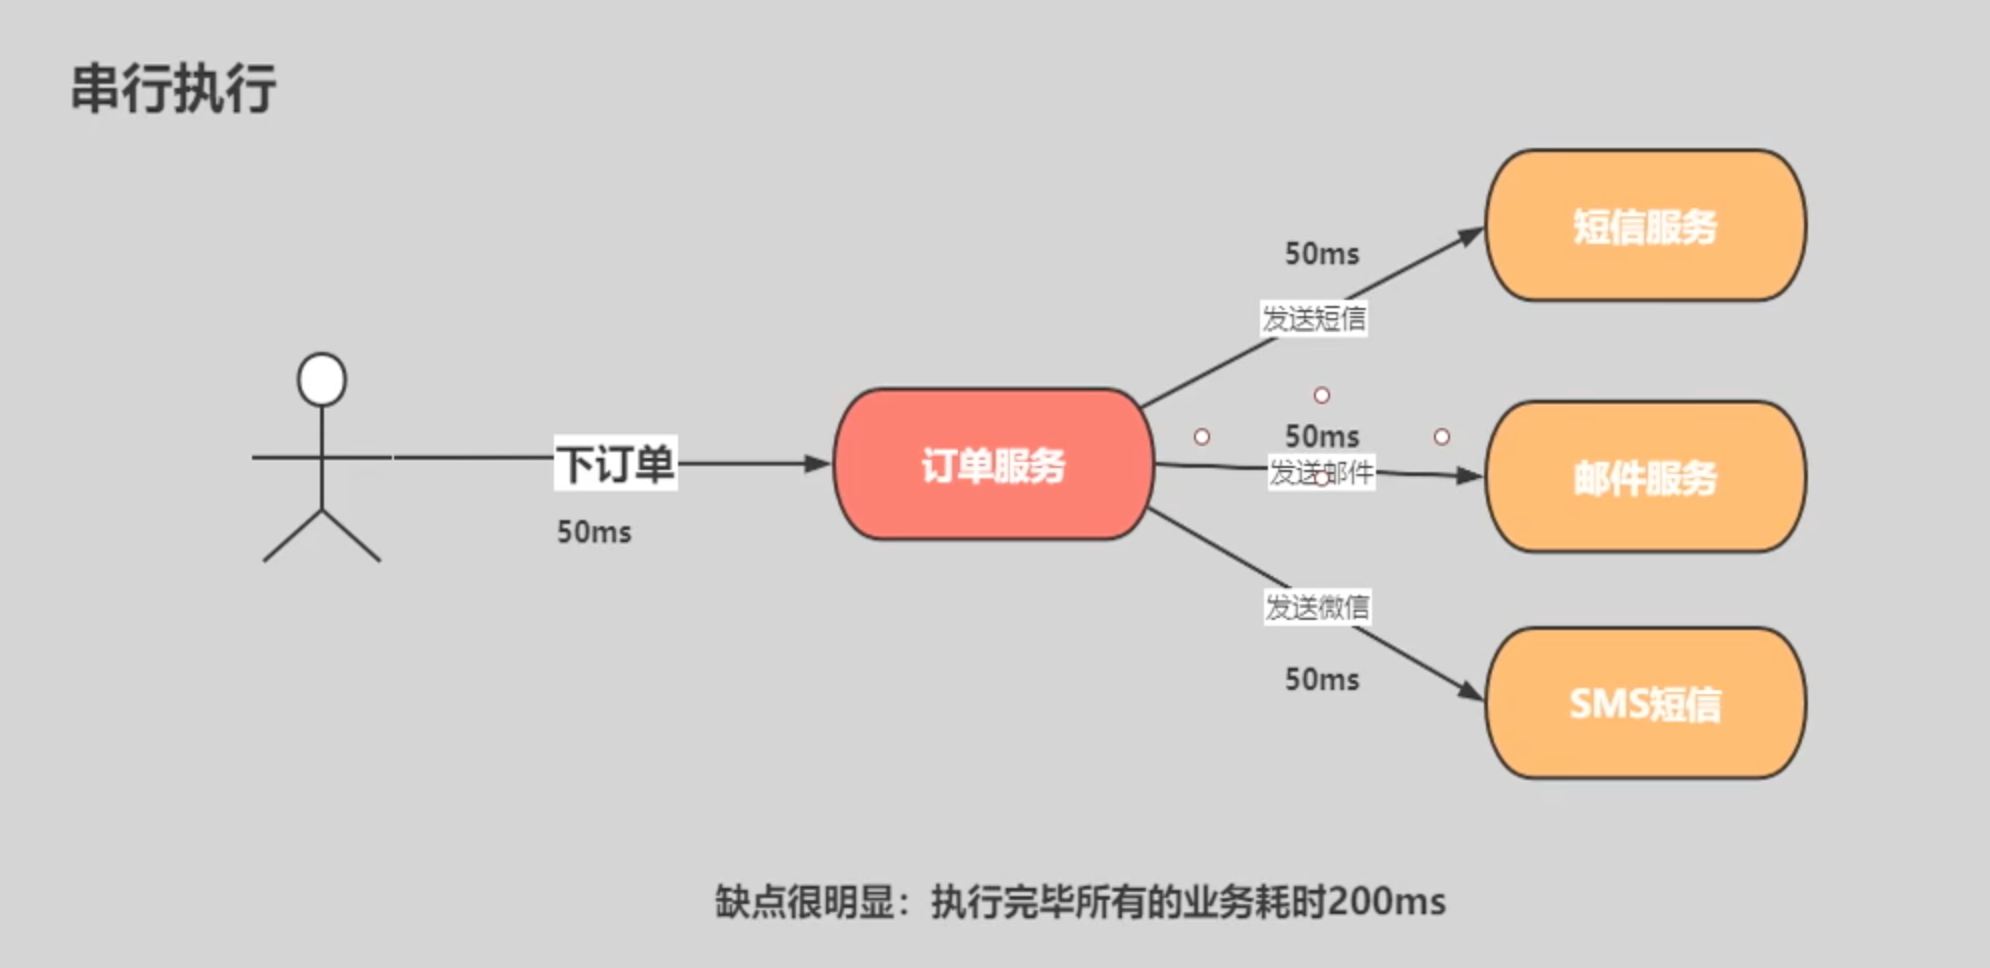 串行执行
50ms
短信服务
发送短信
50ms
下订单
订单服务
发送邮件
邮件服务
50ms
发送微信
50ms
SMS短信
缺点很明显：执行完毕所有的业务耗时200ms